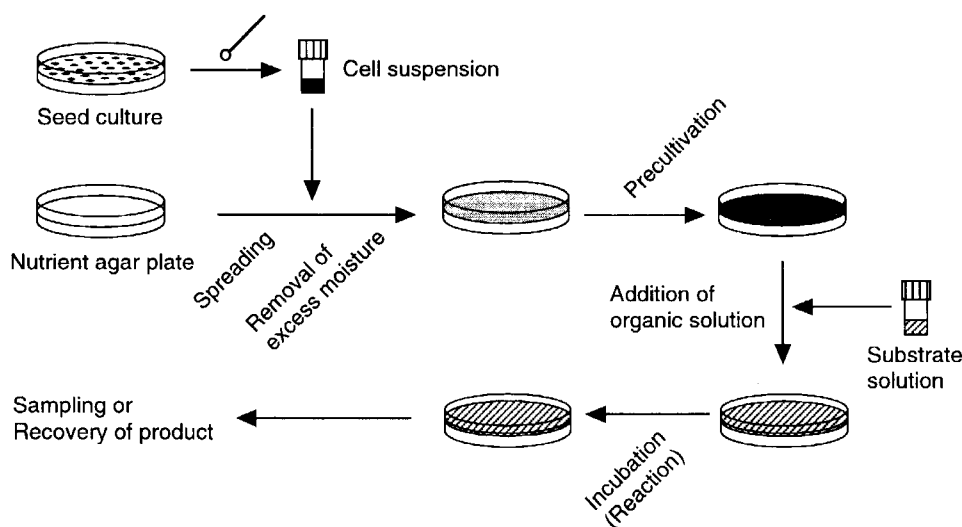 Cell suspension
Seed culture
Nutrient agar plate
Spreading
Removal of
excess moisture
Precultivation
Addition of
organic solution
Substrate
solution
Incubation
(Reaction)
Sampling or
Recovery of product